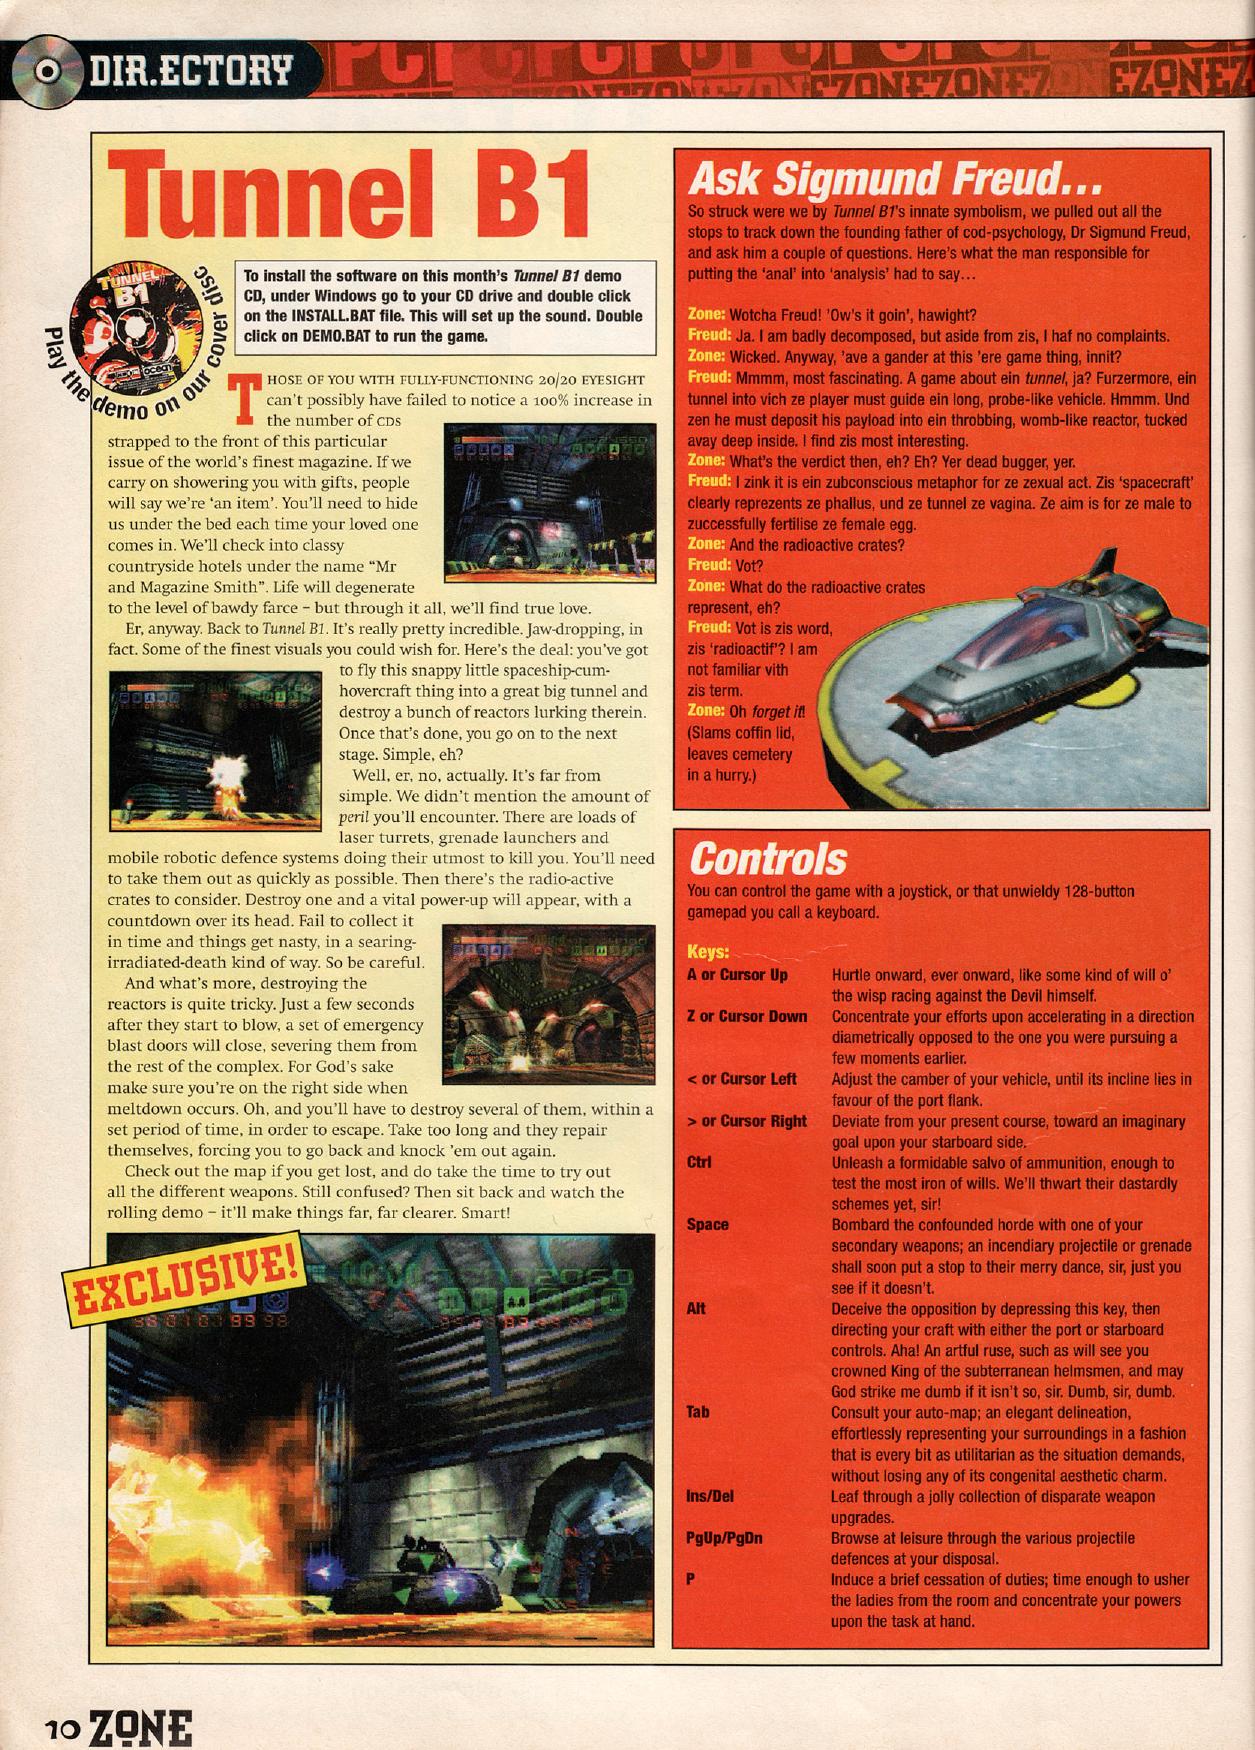 DIR.ECTORY
Tunnel B1
TUNNEL
B1
ocean
Play the demo on our cover disc
To install the software on this month's Tunnel B1 demo
CD, under Windows go to your CD drive and double click
on the INSTALL.BAT file. This will set up the sound. Double
click on DEMO.BAT to run the game.
THOSE OF YOU WITH FULLY-FUNCTIONING 20/20 EYESIGHT
can't possibly have failed to notice a 100% increase in
the number of CDs
strapped to the front of this particular
issue of the world's finest magazine. If we
carry on showering you with gifts, people
will say we're 'an item'. You'll need to hide
us under the bed each time your loved one
comes in. We'll check into classy
countryside hotels under the name "Mr
and Magazine Smith". Life will degenerate
to the level of bawdy farce – but through it all, we'll find true love.
Er, anyway. Back to Tunnel B1. It's really pretty incredible. Jaw-dropping, in
fact. Some of the finest visuals you could wish for. Here's the deal: you've got
to fly this snappy little spaceship-cum-
hovercraft thing into a great big tunnel and
destroy a bunch of reactors lurking therein.
Once that's done, you go on to the next
stage. Simple, eh?
Well, er, no, actually. It's far from
simple. We didn't mention the amount of
peril you'll encounter. There are loads of
laser turrets, grenade launchers and
mobile robotic defence systems doing their utmost to kill you. You'll need
to take them out as quickly as possible. Then there's the radio-active
crates to consider. Destroy one and a vital power-up will appear, with a
countdown over its head. Fail to collect it
in time and things get nasty, in a searing-
irradiated-death kind of way. So be careful.
And what's more, destroying the
reactors is quite tricky. Just a few seconds
after they start to blow, a set of emergency
blast doors will close, severing them from
the rest of the complex. For God's sake
make sure you're on the right side when
meltdown occurs. Oh, and you'll have to destroy several of them, within a
set period of time, in order to escape. Take too long and they repair
themselves, forcing you to go back and knock 'em out again.
Check out the map if you get lost, and do take the time to try out
all the different weapons. Still confused? Then sit back and watch the
rolling demo – it'll make things far, far clearer. Smart!
EXCLUSIVE!
Ask Sigmund Freud...
So struck were we by Tunnel B1's innate symbolism, we pulled out all the
stops to track down the founding father of cod-psychology, Dr Sigmund Freud,
and ask him a couple of questions. Here's what the man responsible for
putting the 'anal' into 'analysis' had to say...
Zone: Wotcha Freud! 'Ow's it goin', hawight?
Freud: Ja. I am badly decomposed, but aside from zis, I haf no complaints.
Zone: Wicked. Anyway, 'ave a gander at this 'ere game thing, innit?
Freud: Mmmm, most fascinating. A game about ein tunnel, ja? Furzermore, ein
tunnel into vich ze player must guide ein long, probe-like vehicle. Hmmm. Und
zen he must deposit his payload into ein throbbing, womb-like reactor, tucked
avay deep inside. I find zis most interesting.
Zone: What's the verdict then, eh? Eh? Yer dead bugger, yer.
Freud: I zink it is ein zubconscious metaphor for ze zexual act. Zis 'spacecraft'
clearly reprezents ze phallus, und ze tunnel ze vagina. Ze aim is for ze male to
zuccessfully fertilise ze female egg.
Zone: And the radioactive crates?
Freud: Vot?
Zone: What do the radioactive crates
represent, eh?
Freud: Vot is zis word,
zis 'radioactif'? I am
not familiar vith
zis term.
Zone: Oh forget it!
(Slams coffin lid,
leaves cemetery
in a hurry.)
Controls
You can control the game with a joystick, or that unwieldy 128-button
gamepad you call a keyboard.
Keys:
A or Cursor Up Hurtle onward, ever onward, like some kind of will o'
the wisp racing against the Devil himself.
Z or Cursor Down Concentrate your efforts upon accelerating in a direction
diametrically opposed to the one you were pursuing a
few moments earlier.
< or Cursor Left Adjust the camber of your vehicle, until its incline lies in
favour of the port flank.
> or Cursor Right Deviate from your present course, toward an imaginary
goal upon your starboard side.
Ctrl Unleash a formidable salvo of ammunition, enough to
test the most iron of wills. We'll thwart their dastardly
schemes yet, sir!
Space Bombard the confounded horde with one of your
secondary weapons; an incendiary projectile or grenade
shall soon put a stop to their merry dance, sir, just you
see if it doesn't.
Alt Deceive the opposition by depressing this key, then
directing your craft with either the port or starboard
controls. Aha! An artful ruse, such as will see you
crowned King of the subterranean helmsmen, and may
God strike me dumb if it isn't so, sir. Dumb, sir, dumb.
Tab Consult your auto-map; an elegant delineation,
effortlessly representing your surroundings in a fashion
that is every bit as utilitarian as the situation demands,
without losing any of its congenital aesthetic charm.
Ins/Del Leaf through a jolly collection of disparate weapon
upgrades.
PgUp/PgDn Browse at leisure through the various projectile
defences at your disposal.
P Induce a brief cessation of duties; time enough to usher
the ladies from the room and concentrate your powers
upon the task at hand.
10 ZONE